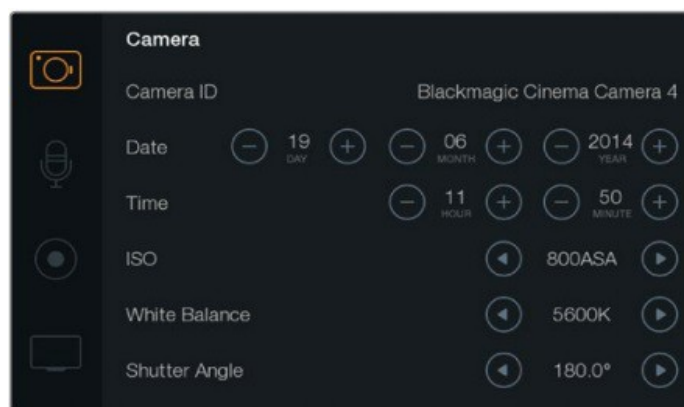 Camera
Camera ID Blackmagic Cinema Camera 4
Date 19 06 2014
DAY MONTH YEAR
Time 11 50
HOUR MINUTE
ISO 800ASA
White Balance 5600K
Shutter Angle 180.0°